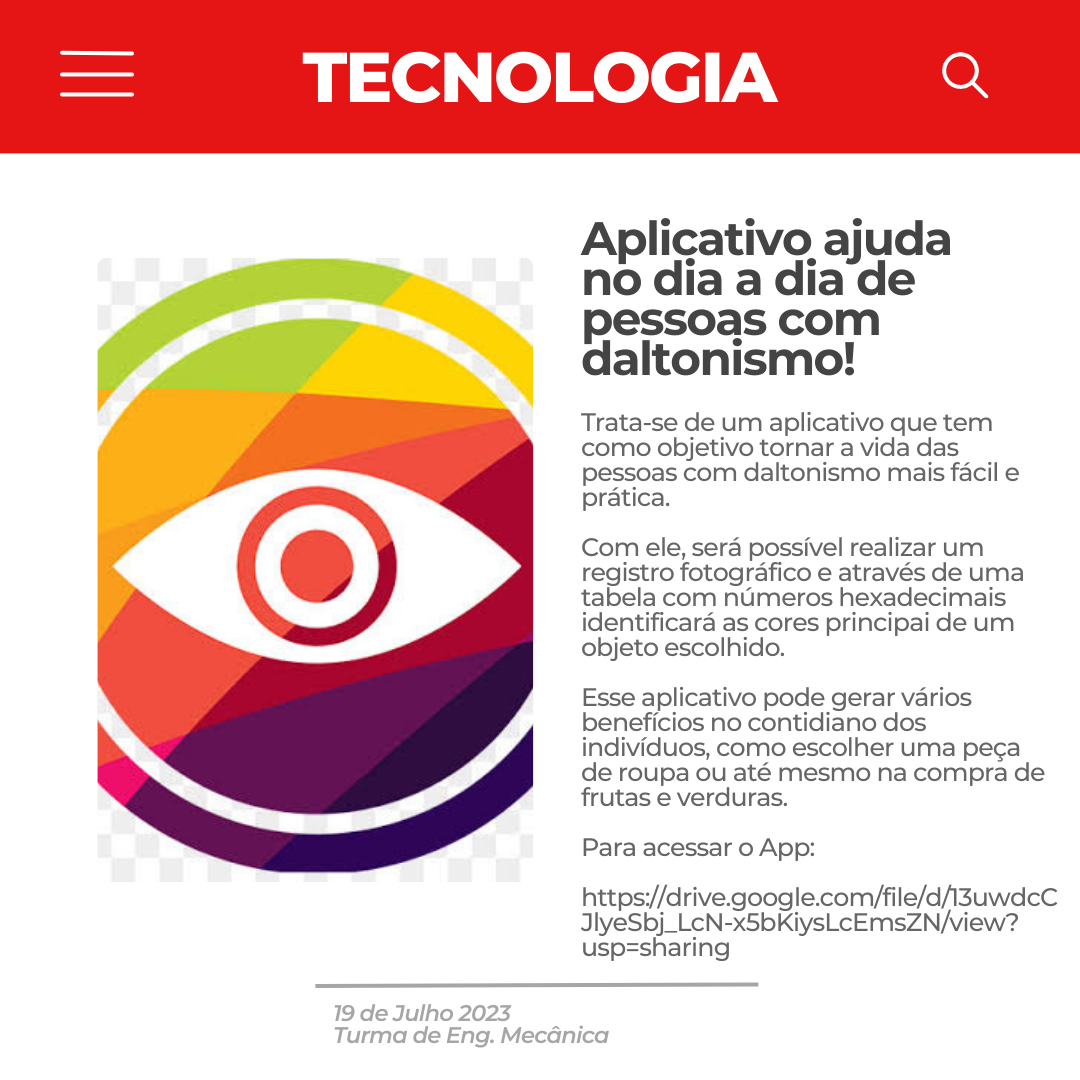 TECNOLOGIA
Aplicativo ajuda
no dia a dia de
pessoas com
daltonismo!
Trata-se de um aplicativo que tem
como objetivo tornar a vida das
pessoas com daltonismo mais fácil e
prática.
Com ele, será possível realizar um
registro fotográfico e através de uma
tabela com números hexadecimais
identificará as cores principai de um
objeto escolhido.
Esse aplicativo pode gerar vários
benefícios no contidiano dos
indivíduos, como escolher uma peça
de roupa ou até mesmo na compra de
frutas e verduras.
Para acessar o App:
https://drive.google.com/file/d/13uwdcC
JlyeSbj_LcN-x5bKiysLcEmsZN/view?
usp=sharing
19 de Julho 2023
Turma de Eng. Mecânica